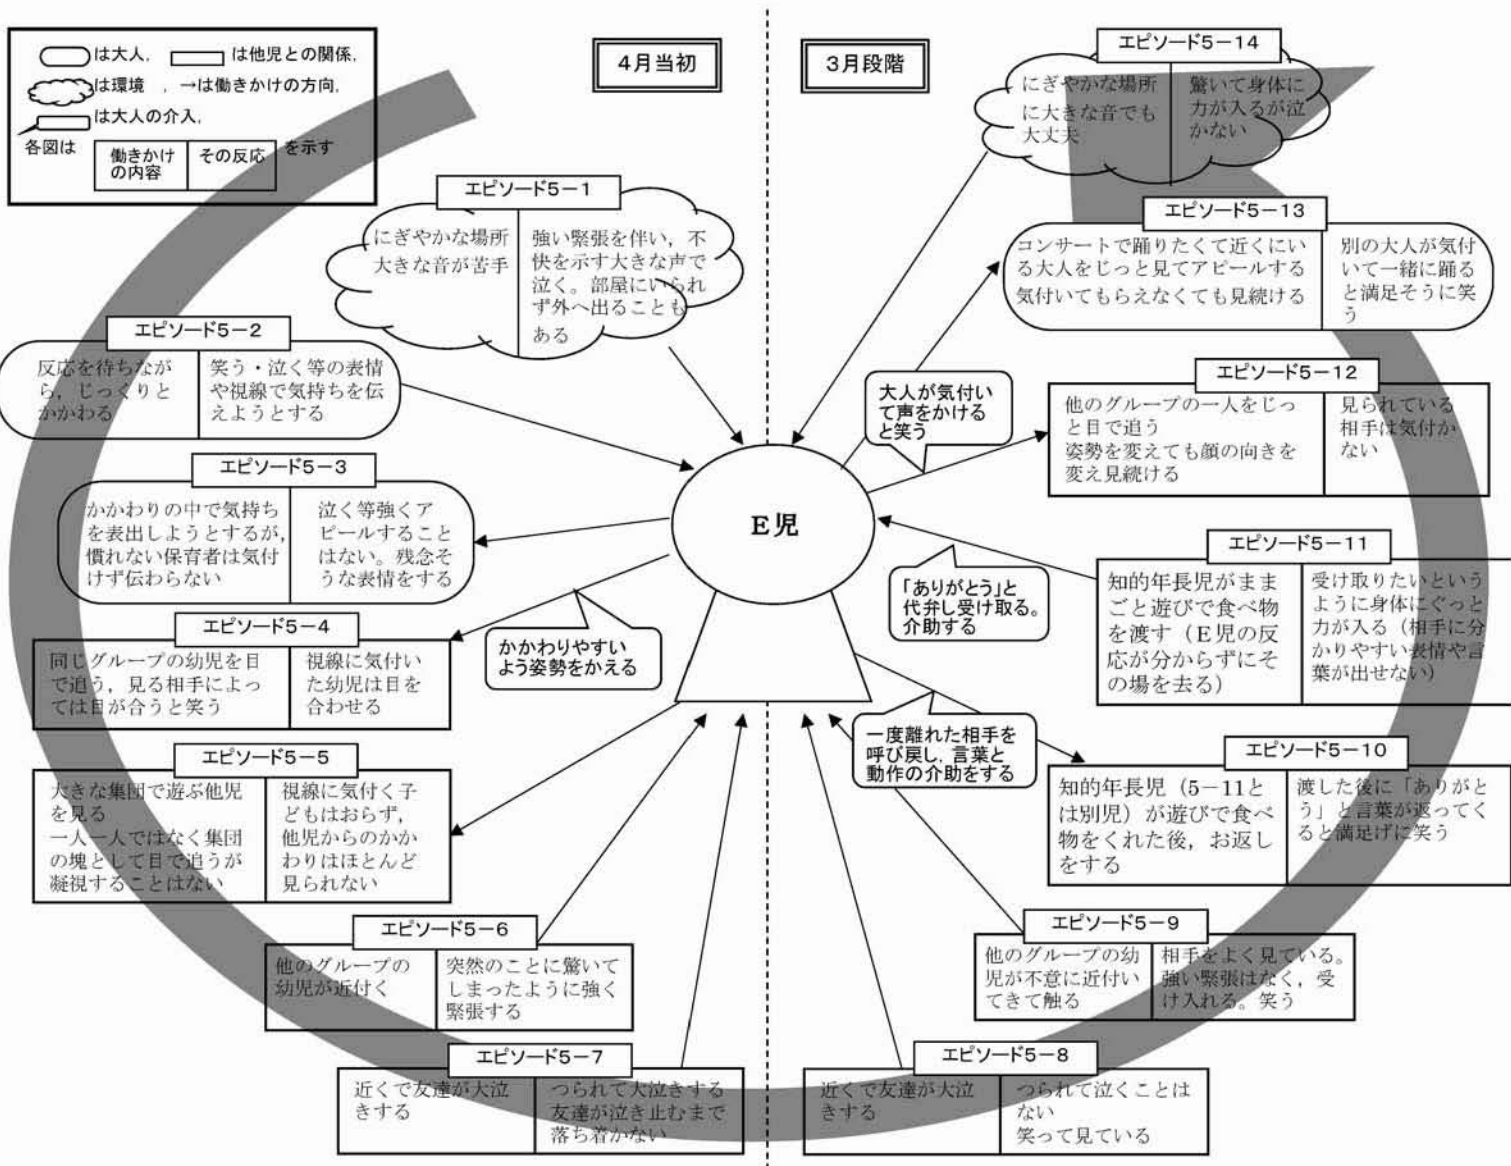 は大人, は他児との関係,
は環境 , →は働きかけの方向,
は大人の介入,
各図は
働きかけ
の内容
その反応
を示す
4月当初
3月段階
エピソード5－1
にぎやかな場所
大きな音が苦手
強い緊張を伴い，不
快を示す大きな声で
泣く。部屋にいられ
ず外へ出ることも
ある
エピソード5－2
反応を待ちなが
ら，じっくりと
かかわる
笑う・泣く等の表情
や視線で気持ちを伝
えようとする
エピソード5－3
かかわりの中で気持ち
を表出しようとするが，
慣れない保育者は気付
けず伝わらない
泣く等強くア
ピールすること
はない。残念そ
うな表情をする
エピソード5－4
同じグループの幼児を目
で追う，見る相手によっ
ては目が合うと笑う
視線に気付い
た幼児は目を
合わせる
かかわりやすい
よう姿勢をかえる
エピソード5－5
大きな集団で遊ぶ他児
を見る
一人一人ではなく集団
の塊として目で追うが
凝視することはない
視線に気付く子
どもはおらず，
他児からのかか
わりはほとんど
見られない
エピソード5－6
他のグループの
幼児が近付く
突然のことに驚いて
しまったように強く
緊張する
エピソード5－7
近くで友達が大泣
きする
つられて大泣きする
友達が泣き止むまで
落ち着かない
E児
エピソード5－14
にぎやかな場所
に大きな音でも
大丈夫
驚いて身体に
力が入るが泣
かない
エピソード5－13
コンサートで踊りたくて近くにい
る大人をじっと見てアピールする
気付いてもらえなくても見続ける
別の大人が気付
いて一緒に踊る
と満足そうに笑
う
エピソード5－12
他のグループの一人をじっ
と目で追う
姿勢を変えても顔の向きを
変え見続ける
見られている
相手は気付か
ない
大人が気付い
て声をかける
と笑う
エピソード5－11
知的年長児がまま
ごと遊びで食べ物
を渡す（E児の反
応が分からずにそ
の場を去る）
受け取りたいという
ように身体にぐっと
力が入る（相手に分
かりやすい表情や言
葉が出せない）
「ありがとう」と
代弁し受け取る。
介助する
エピソード5－10
知的年長児（5－11と
は別児）が遊びで食べ
物をくれた後，お返し
をする
渡した後に「ありがと
う」と言葉が返ってく
ると満足げに笑う
一度離れた相手を
呼び戻し，言葉と
動作の介助をする
エピソード5－9
他のグループの幼
児が不意に近付い
てきて触る
相手をよく見ている。
強い緊張はなく，受
け入れる。笑う
エピソード5－8
近くで友達が大泣
きする
つられて泣くことは
ない
笑って見ている